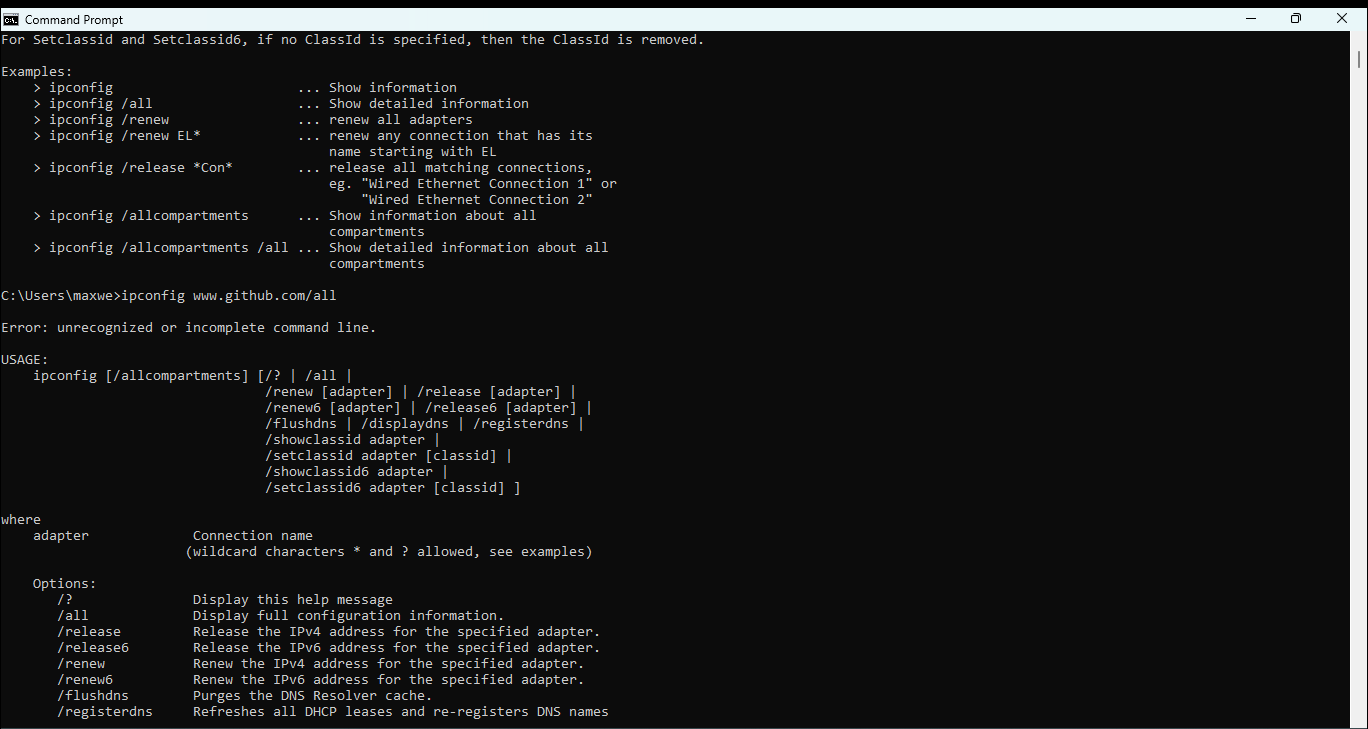 Command Prompt
For Setclassid and Setclassid6, if no ClassId is specified, then the ClassId is removed.
Examples:
    > ipconfig                       ... Show information
    > ipconfig /all                  ... Show detailed information
    > ipconfig /renew                ... renew all adapters
    > ipconfig /renew EL*            ... renew any connection that has its
                                         name starting with EL
    > ipconfig /release *Con*        ... release all matching connections,
                                         eg. "Wired Ethernet Connection 1" or
                                             "Wired Ethernet Connection 2"
    > ipconfig /allcompartments      ... Show information about all
                                         compartments
    > ipconfig /allcompartments /all ... Show detailed information about all
                                         compartments
C:\Users\maxwe>ipconfig www.github.com/all
Error: unrecognized or incomplete command line.
USAGE:
    ipconfig [/allcompartments] [/? | /all |
                                 /renew [adapter] | /release [adapter] |
                                 /renew6 [adapter] | /release6 [adapter] |
                                 /flushdns | /displaydns | /registerdns |
                                 /showclassid adapter |
                                 /setclassid adapter [classid] |
                                 /showclassid6 adapter |
                                 /setclassid6 adapter [classid] ]
where
    adapter             Connection name
                       (wildcard characters * and ? allowed, see examples)
    Options:
       /?               Display this help message
       /all             Display full configuration information.
       /release         Release the IPv4 address for the specified adapter.
       /release6        Release the IPv6 address for the specified adapter.
       /renew           Renew the IPv4 address for the specified adapter.
       /renew6          Renew the IPv6 address for the specified adapter.
       /flushdns        Purges the DNS Resolver cache.
       /registerdns     Refreshes all DHCP leases and re-registers DNS names